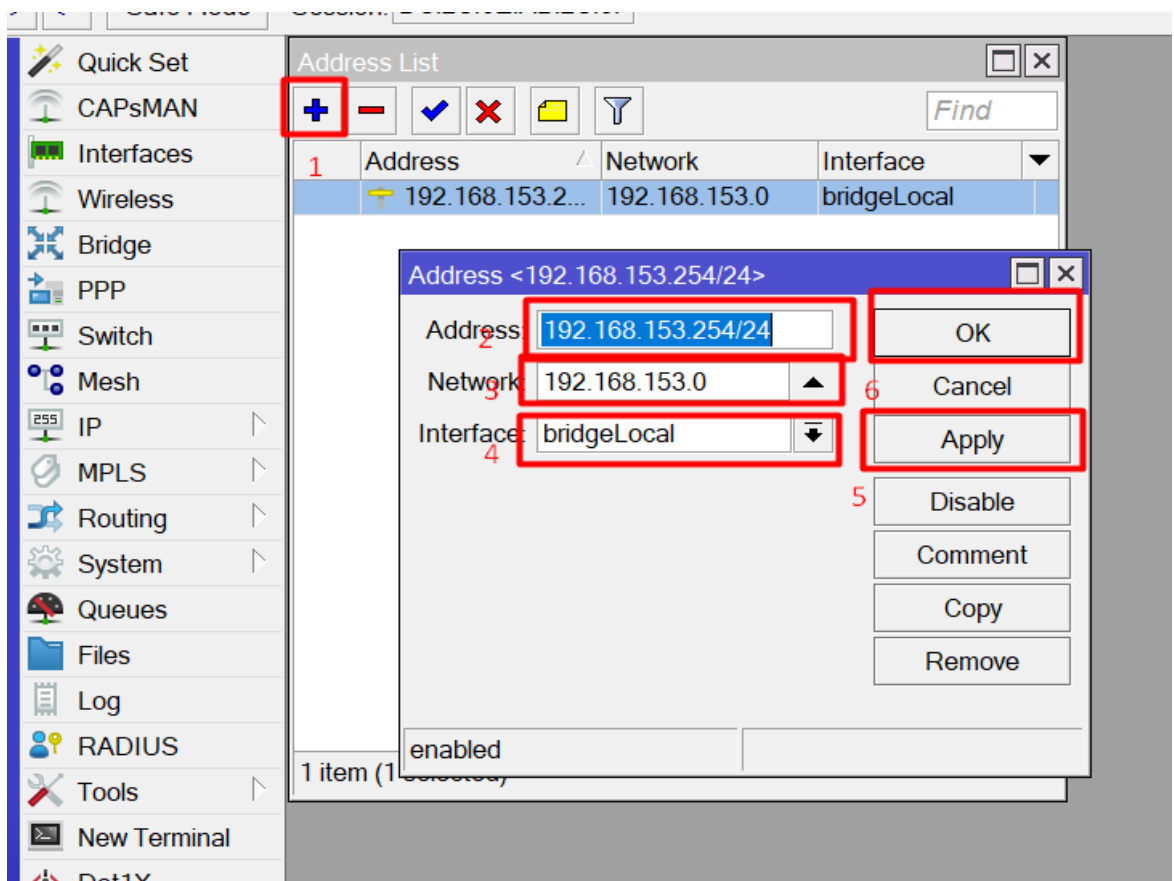 Quick Set
CAPsMAN
Interfaces
Wireless
Bridge
PPP
Switch
Mesh
255 IP
MPLS
Routing
System
Queues
Files
Log
RADIUS
Tools
New Terminal
Address List
Find
1 Address Network Interface
192.168.153.2... 192.168.153.0 bridgeLocal
Address <192.168.153.254/24>
Address: 2 192.168.153.254/24
Network: 3 192.168.153.0
Interface: 4 bridgeLocal
OK
6 Cancel
Apply
5 Disable
Comment
Copy
Remove
enabled
1 item (1